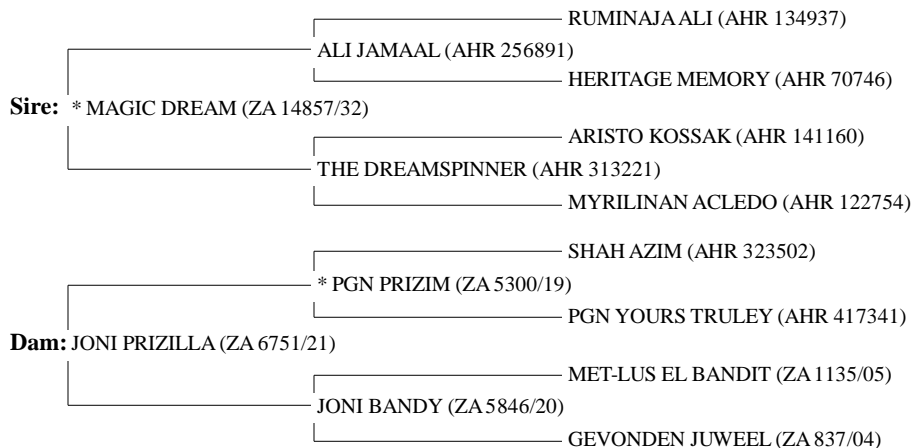 RUMINAJA ALI (AHR 134937)
ALI JAMAAL (AHR 256891)
HERITAGE MEMORY (AHR 70746)
Sire: * MAGIC DREAM (ZA 14857/32)
ARISTO KOSSAK (AHR 141160)
THE DREAMSPINNER (AHR 313221)
MYRILINAN ACLEDO (AHR 122754)
SHAH AZIM (AHR 323502)
* PGN PRIZIM (ZA 5300/19)
PGN YOURS TRULEY (AHR 417341)
Dam: JONI PRIZILLA (ZA 6751/21)
MET-LUS EL BANDIT (ZA 1135/05)
JONI BANDY (ZA 5846/20)
GEVONDEN JUWEEL (ZA 837/04)